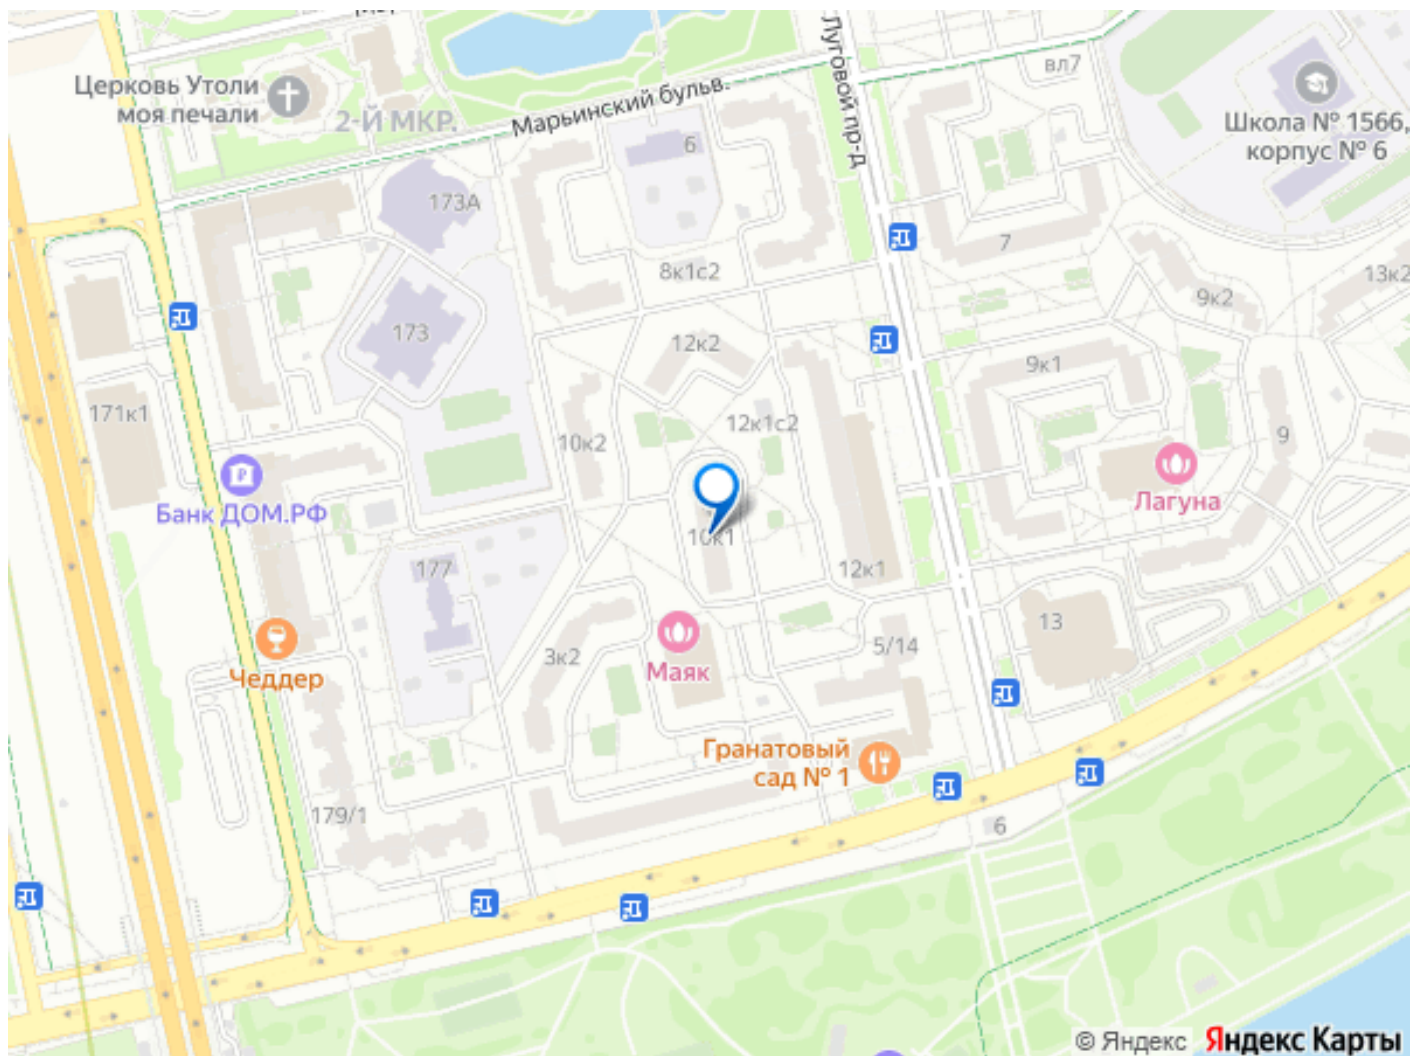 Церковь Утоли
моя печали
2-Й МКР.
Марьинский бульв.
Луговой пр-д
вл7
Школа № 1566,
корпус № 6
6
173А
7
8к1с2
13к2
9к2
173
12к2
9к1
171к1
12к1с2
10к2
9
Лагуна
Банк ДОМ.РФ
10к1
177
12к1
13
5/14
3к2
Маяк
Чеддер
Гранатовый
сад № 1
179/1
6
© Яндекс Яндекс Карты